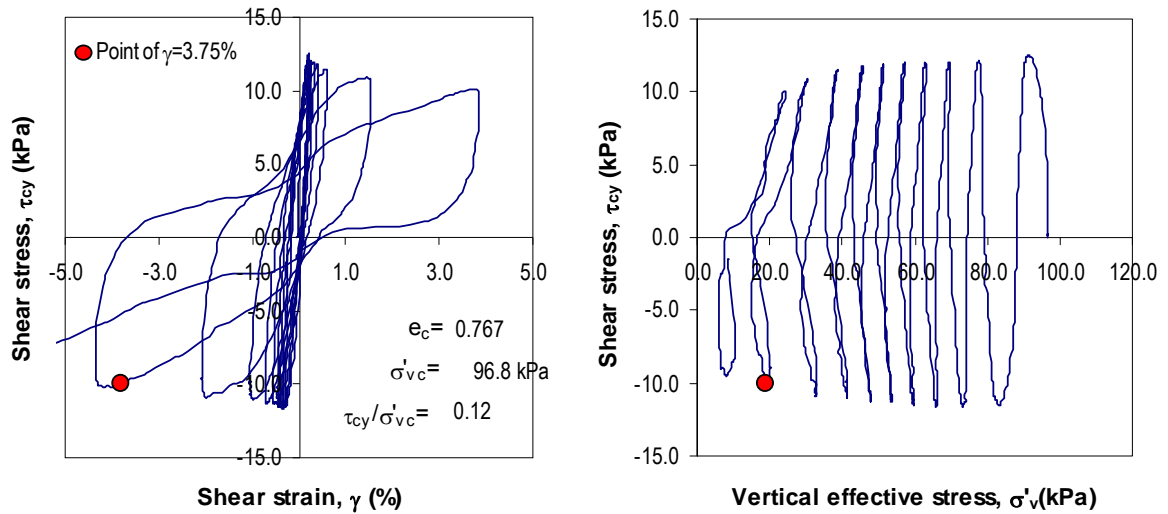 15.0
Point of γ=3.75%
10.0
5.0
0.0
-5.0 -3.0 -1.0 1.0 3.0 5.0
-5.0
-10.0
-15.0
e_c= 0.767
σ'_vc= 96.8 kPa
τ_cy/σ'_vc= 0.12
Shear stress, τ_cy (kPa)
Shear strain, γ (%)
15.0
10.0
5.0
0.0
0.0 20.0 40.0 60.0 80.0 100.0 120.0
-5.0
-10.0
-15.0
Shear stress, τ_cy (kPa)
Vertical effective stress, σ'_v(kPa)